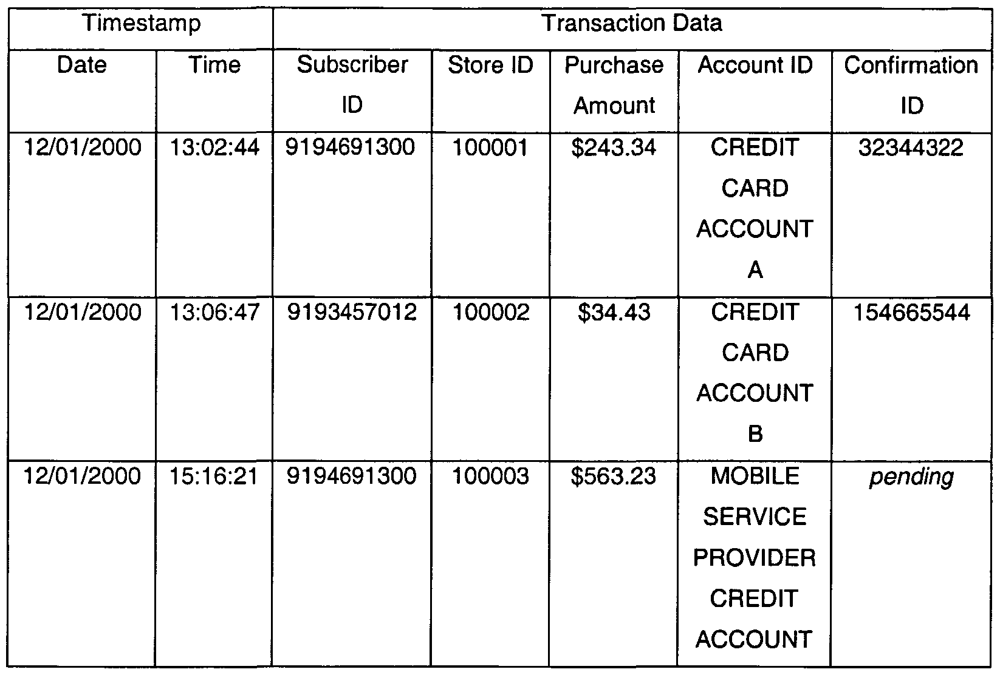 Timestamp Transaction Data
Date Time Subscriber Store ID Purchase Account ID Confirmation
ID Amount ID
12/01/2000 13:02:44 9194691300 100001 $243.34 CREDIT 32344322
CARD
ACCOUNT
A
12/01/2000 13:06:47 9193457012 100002 $34.43 CREDIT 154665544
CARD
ACCOUNT
B
12/01/2000 15:16:21 9194691300 100003 $563.23 MOBILE pending
SERVICE
PROVIDER
CREDIT
ACCOUNT